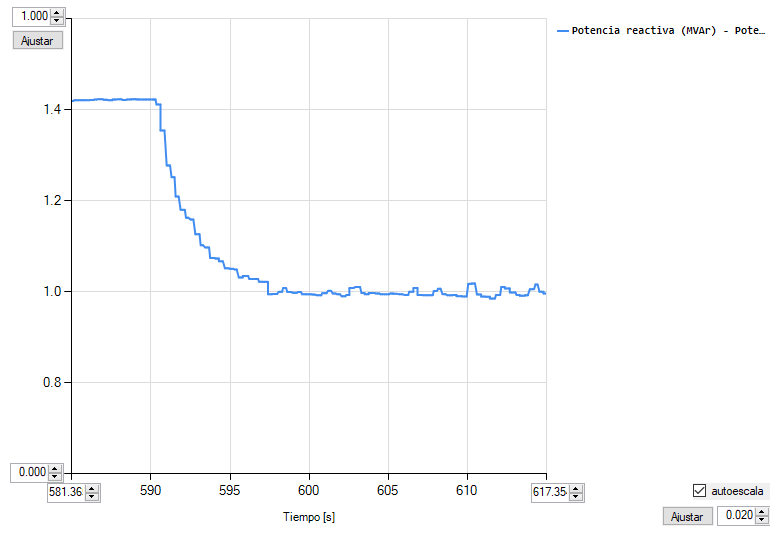 1.000
Ajustar
Potencia reactiva (MVAr) - Pote...
1.4
1.2
1.0
0.8
0.000
581.36
590
595
600
605
610
617.35
autoescala
Tiempo [s]
Ajustar
0.020